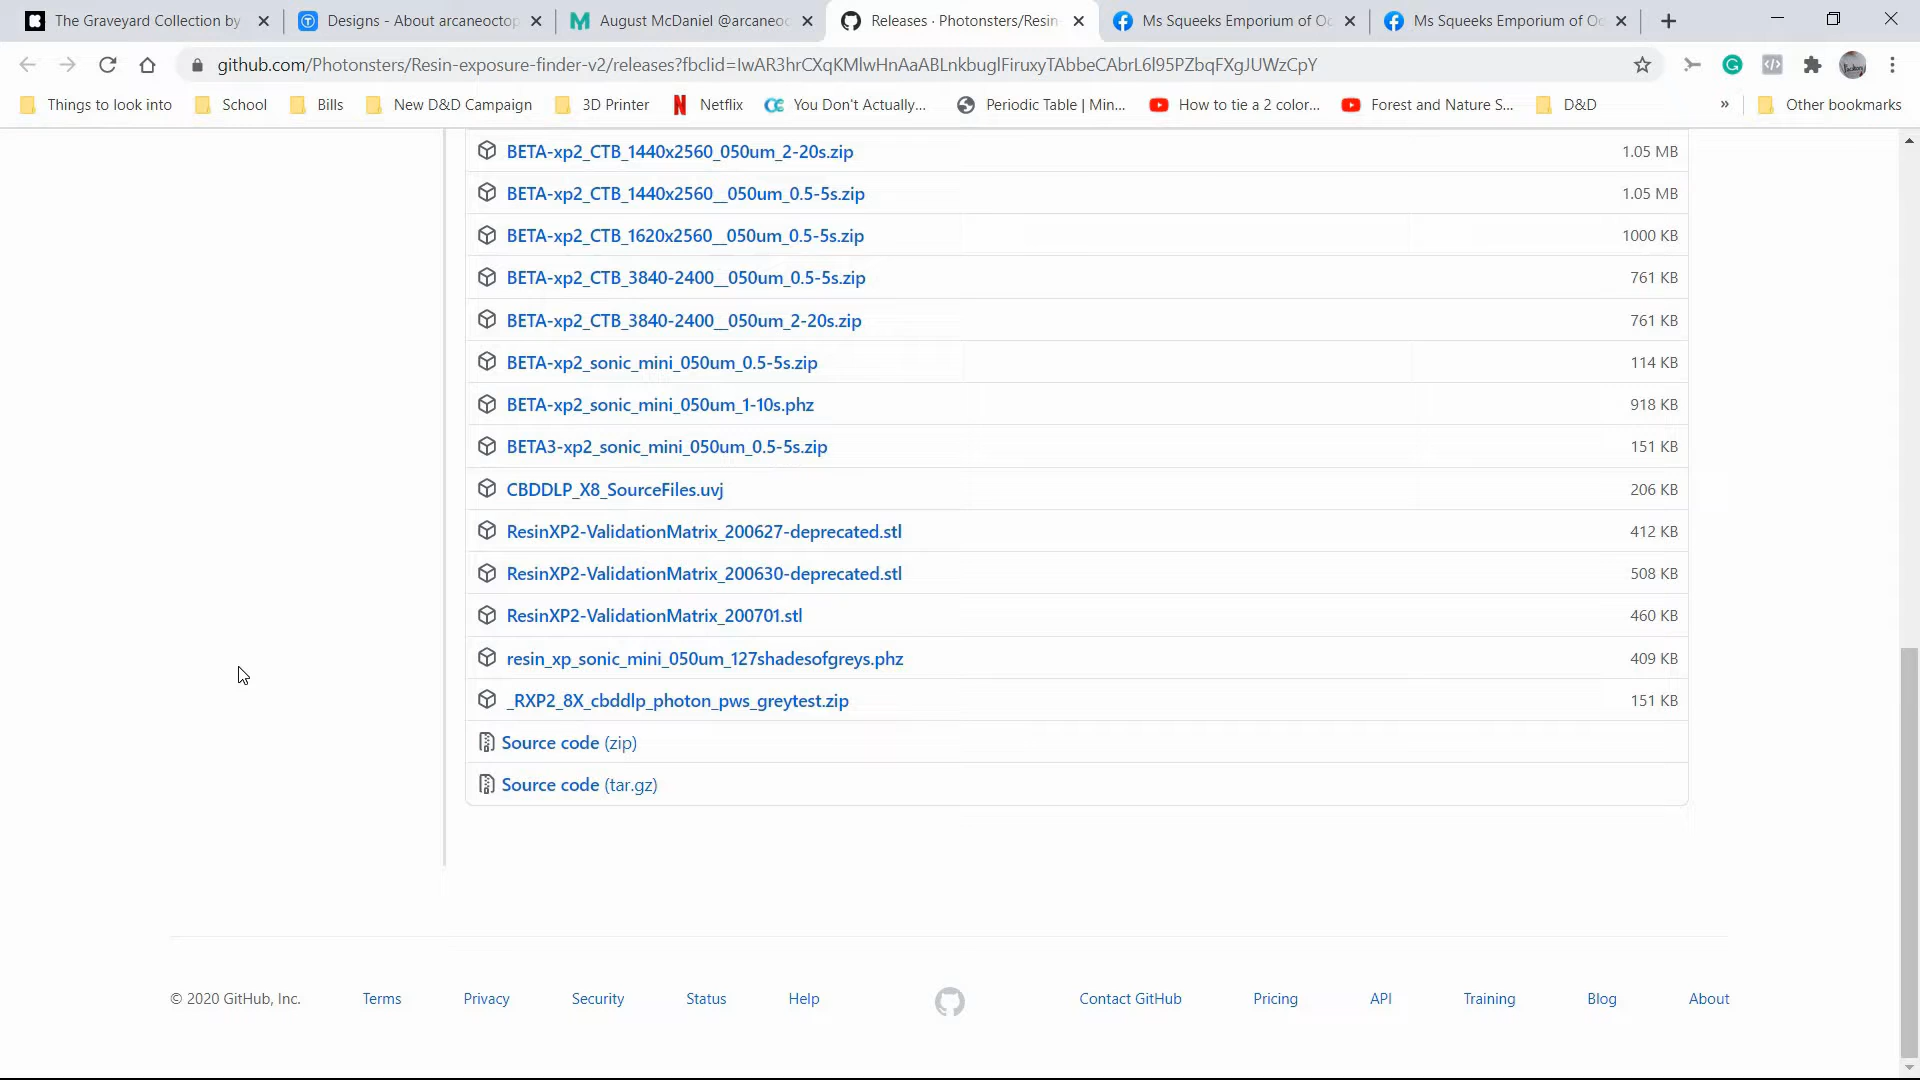 The Graveyard Collection by
Designs - About arcaneoctop
August McDaniel @arcaneoc
Releases · Photonsters/Resin
Ms Squeeks Emporium of Oc
Ms Squeeks Emporium of Oc
github.com/Photonsters/Resin-exposure-finder-v2/releases?fbclid=IwAR3hrCXqKMlwHnAaABLnkbuglFiruxyTAbbeCAbrL6l95PZbqFXgJUWzCpY
Things to look into
School
Bills
New D&D Campaign
3D Printer
Netflix
You Don't Actually...
Periodic Table | Min...
How to tie a 2 color...
Forest and Nature S...
D&D
Other bookmarks
BETA-xp2_CTB_1440x2560_050um_2-20s.zip 1.05 MB
BETA-xp2_CTB_1440x2560__050um_0.5-5s.zip 1.05 MB
BETA-xp2_CTB_1620x2560__050um_0.5-5s.zip 1000 KB
BETA-xp2_CTB_3840-2400__050um_0.5-5s.zip 761 KB
BETA-xp2_CTB_3840-2400__050um_2-20s.zip 761 KB
BETA-xp2_sonic_mini_050um_0.5-5s.zip 114 KB
BETA-xp2_sonic_mini_050um_1-10s.phz 918 KB
BETA3-xp2_sonic_mini_050um_0.5-5s.zip 151 KB
CBDDLP_X8_SourceFiles.uvj 206 KB
ResinXP2-ValidationMatrix_200627-deprecated.stl 412 KB
ResinXP2-ValidationMatrix_200630-deprecated.stl 508 KB
ResinXP2-ValidationMatrix_200701.stl 460 KB
resin_xp_sonic_mini_050um_127shadesofgreys.phz 409 KB
_RXP2_8X_cbddlp_photon_pws_greytest.zip 151 KB
Source code (zip)
Source code (tar.gz)
© 2020 GitHub, Inc. Terms Privacy Security Status Help Contact GitHub Pricing API Training Blog About